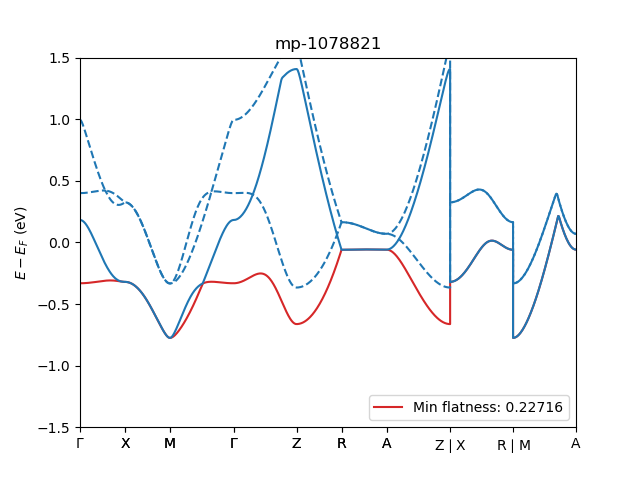 mp-1078821
1.5
1.0
0.5
0.0
−0.5
−1.0
−1.5
E − E_F (eV)
Min flatness: 0.22716
Γ X M Γ Z R A Z | X R | M A